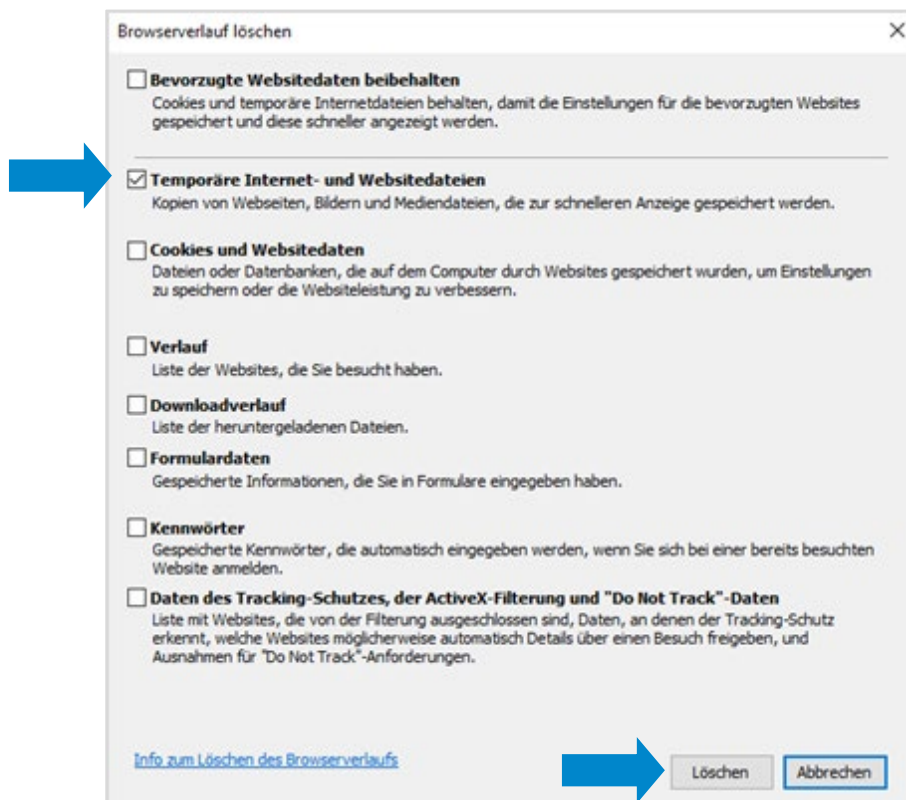 Browserverlauf löschen
Bevorzugte Websitedaten beibehalten
Cookies und temporäre Internetdateien behalten, damit die Einstellungen für die bevorzugten Websites
gespeichert und diese schneller angezeigt werden.
Temporäre Internet- und Websitedateien
Kopien von Webseiten, Bildern und Mediendateien, die zur schnelleren Anzeige gespeichert werden.
Cookies und Websitedaten
Dateien oder Datenbanken, die auf dem Computer durch Websites gespeichert wurden, um Einstellungen
zu speichern oder die Websiteleistung zu verbessern.
Verlauf
Liste der Websites, die Sie besucht haben.
Downloadverlauf
Liste der heruntergeladenen Dateien.
Formulardaten
Gespeicherte Informationen, die Sie in Formulare eingegeben haben.
Kennwörter
Gespeicherte Kennwörter, die automatisch eingegeben werden, wenn Sie sich bei einer bereits besuchten
Website anmelden.
Daten des Tracking-Schutzes, der ActiveX-Filterung und "Do Not Track"-Daten
Liste mit Websites, die von der Filterung ausgeschlossen sind, Daten, an denen der Tracking-Schutz
erkennt, welche Websites möglicherweise automatisch Details über einen Besuch freigeben, und
Ausnahmen für "Do Not Track"-Anforderungen.
Info zum Löschen des Browserverlaufs
Löschen Abbrechen